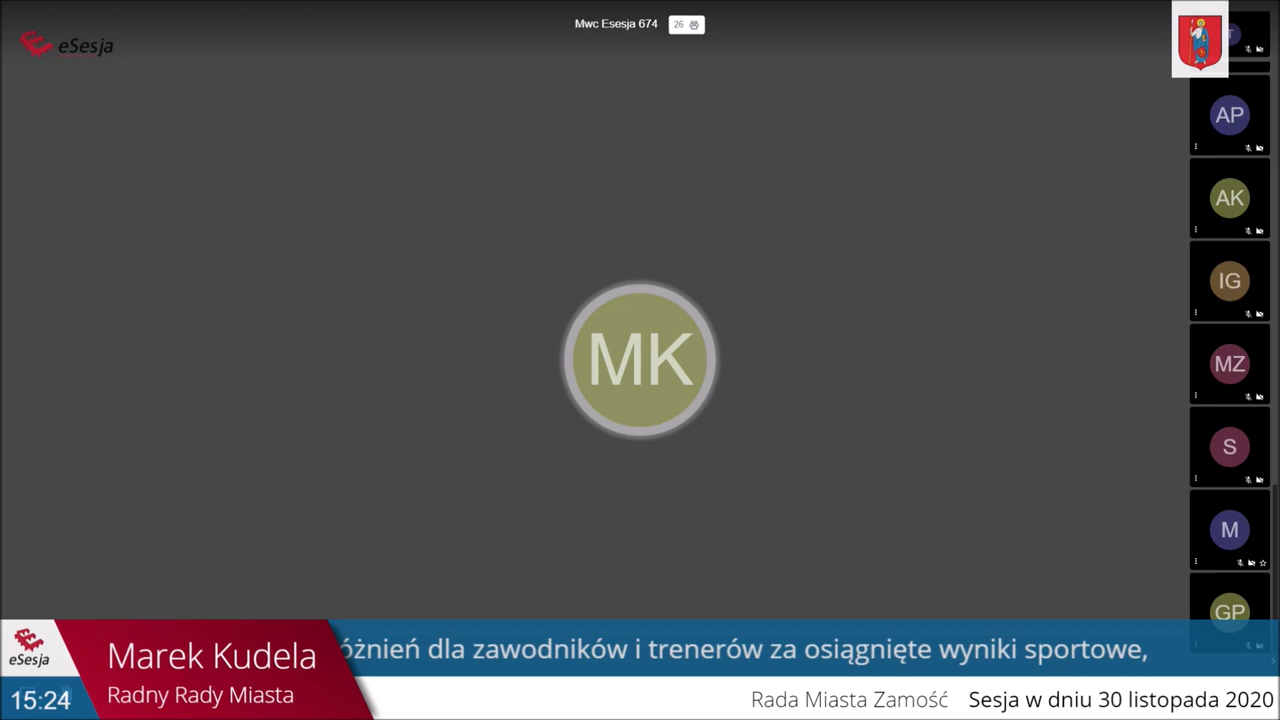 Mwc Esesja 674 26
eSesja
T
AP
AK
IG
MZ
S
M
GP
MK
eSesja
Marek Kudela
Radny Rady Miasta
óżnień dla zawodników i trenerów za osiągnięte wyniki sportowe,
15:24
Rada Miasta Zamość Sesja w dniu 30 listopada 2020